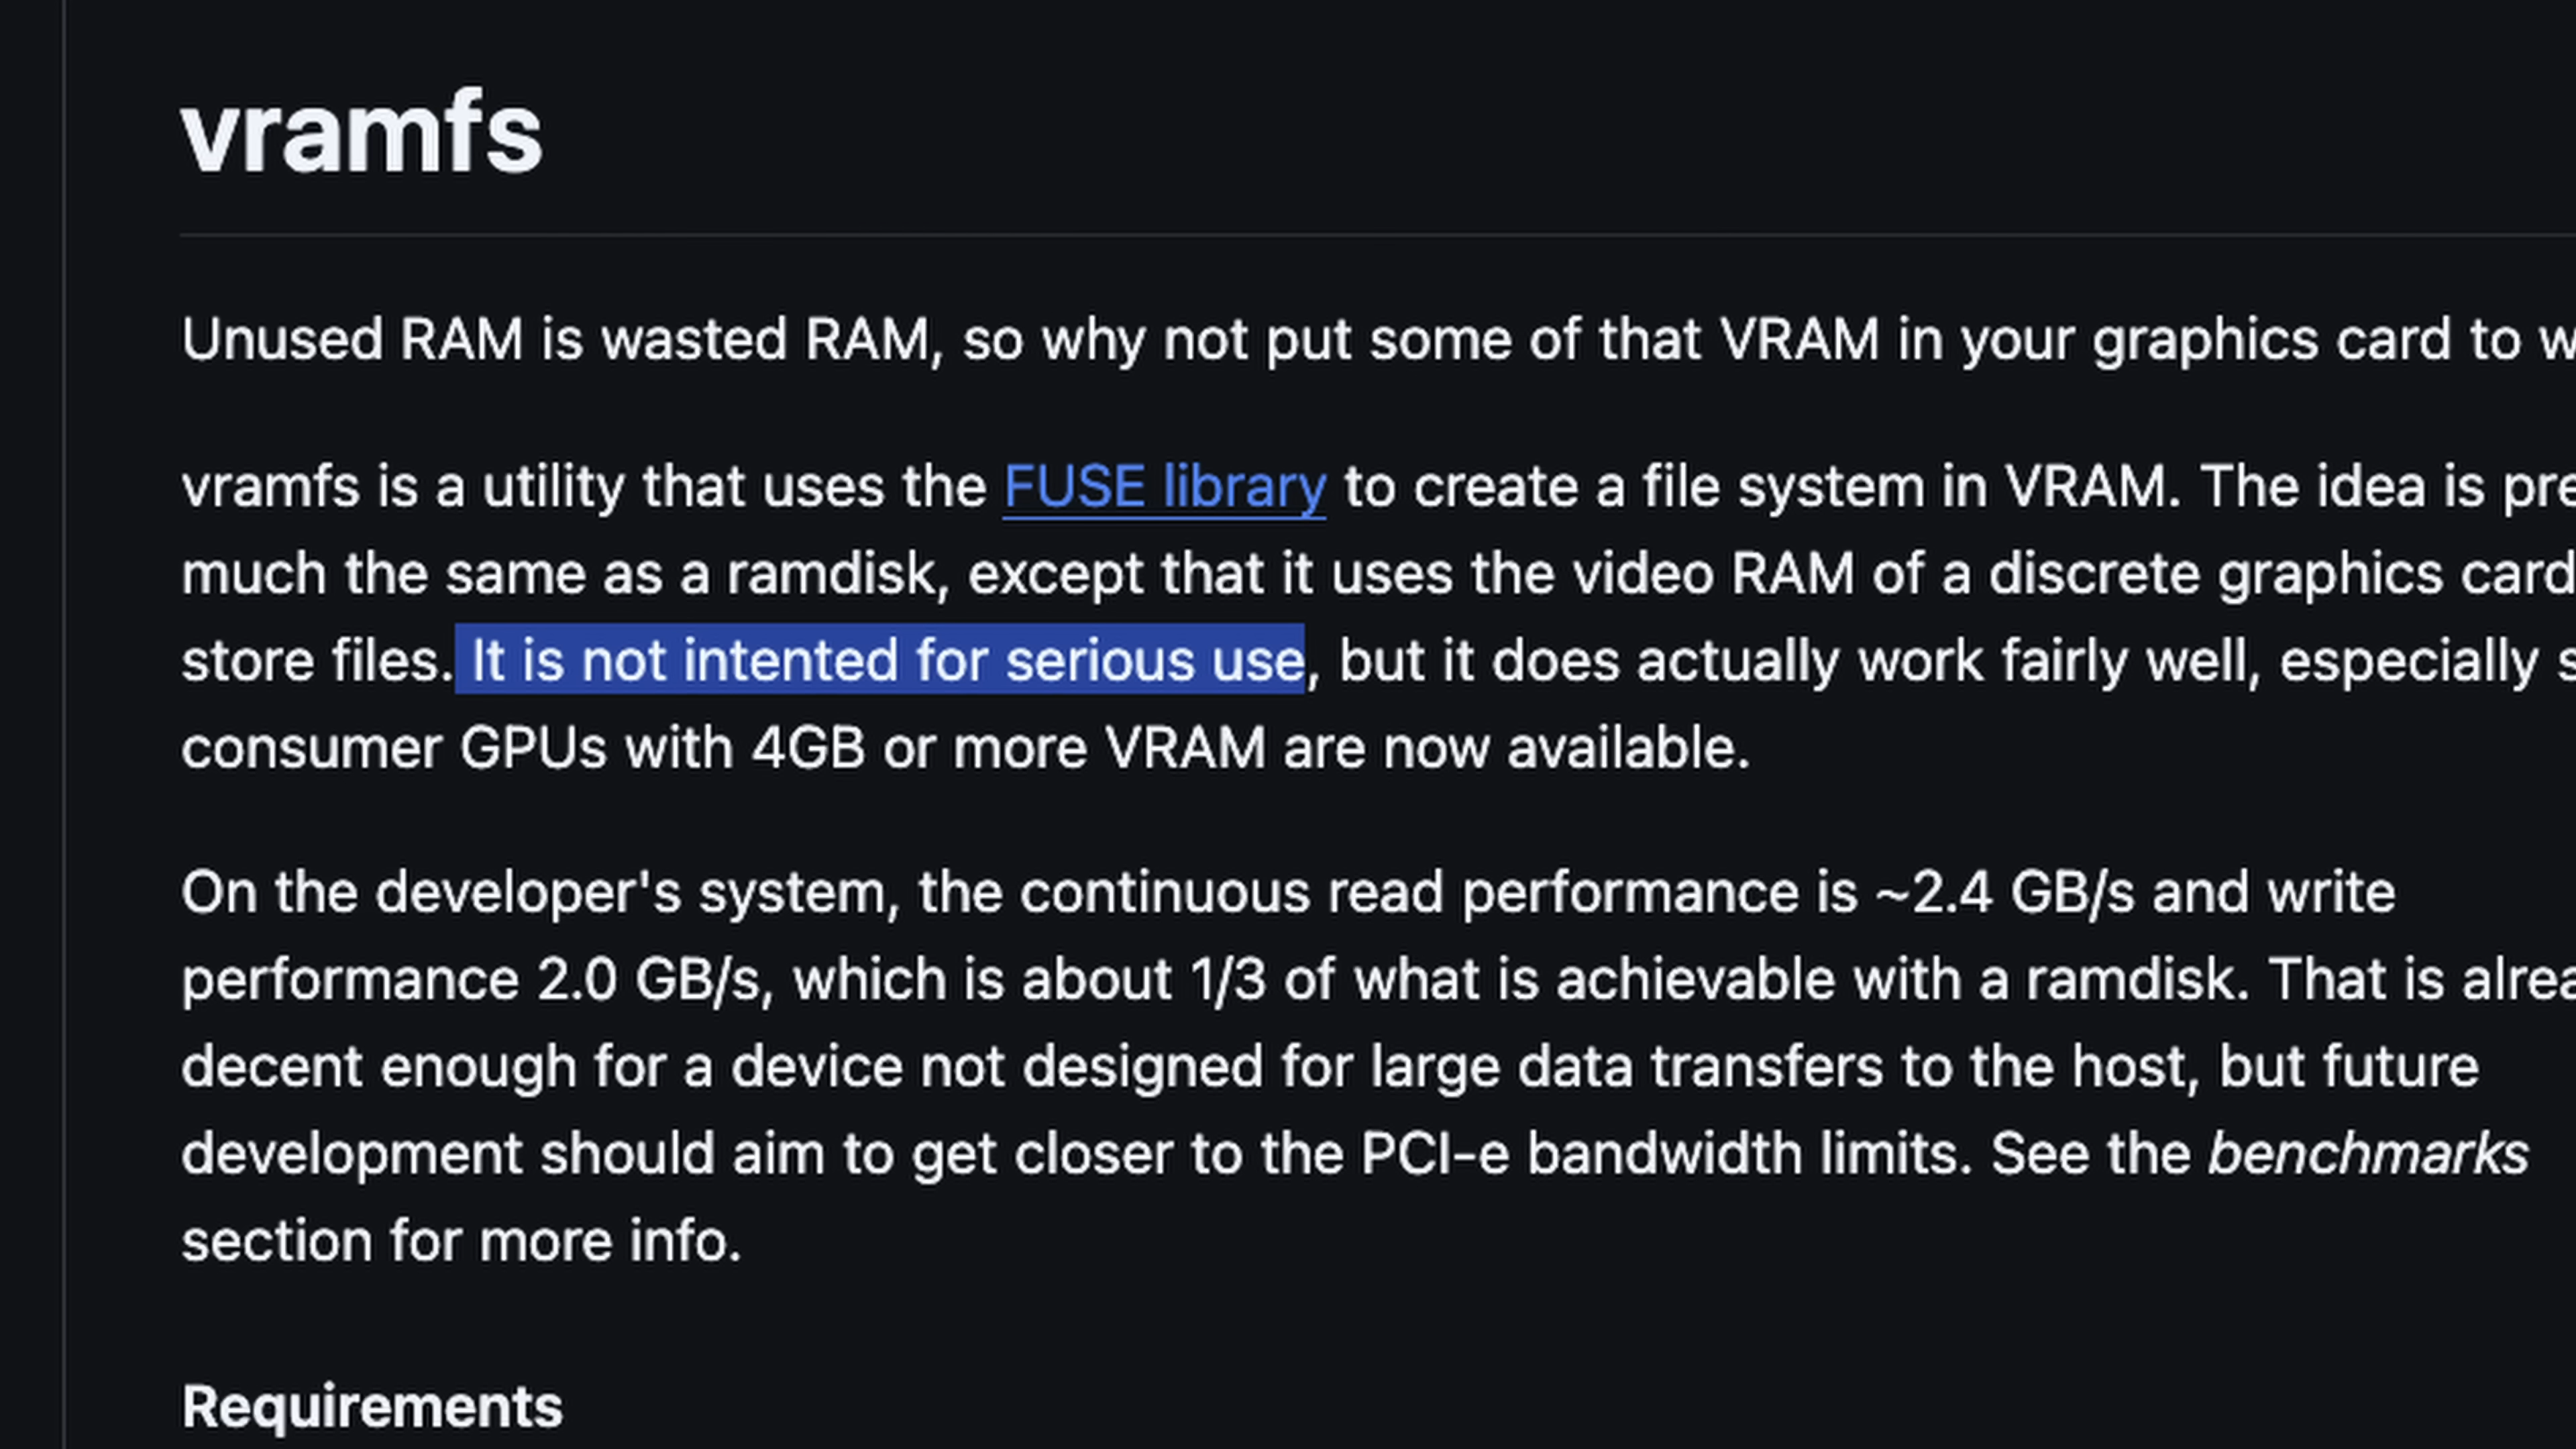 vramfs
Unused RAM is wasted RAM, so why not put some of that VRAM in your graphics card to
vramfs is a utility that uses the FUSE library to create a file system in VRAM. The idea is
much the same as a ramdisk, except that it uses the video RAM of a discrete graphics card
store files. It is not intented for serious use, but it does actually work fairly well, especially
consumer GPUs with 4GB or more VRAM are now available.
On the developer's system, the continuous read performance is ~2.4 GB/s and write
performance 2.0 GB/s, which is about 1/3 of what is achievable with a ramdisk. That is
decent enough for a device not designed for large data transfers to the host, but future
development should aim to get closer to the PCI-e bandwidth limits. See the benchmarks
section for more info.
Requirements